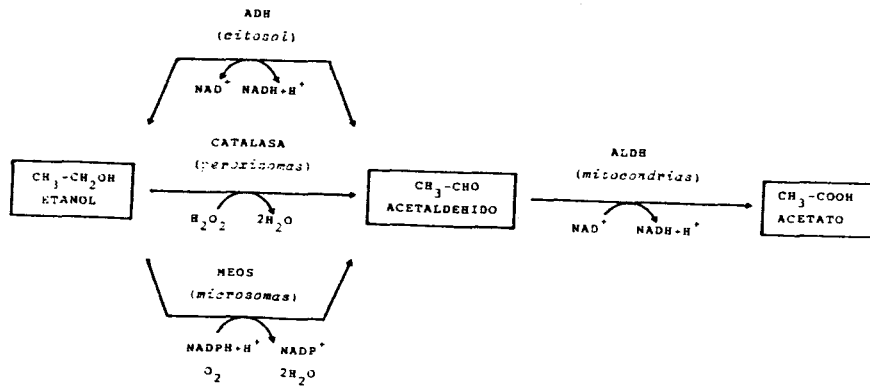 ADH
(citosol)
NAD+ NADH+H+
CATALASA
(peroxisomas)
CH3-CH2OH
ETANOL
H2O2 2H2O
CH3-CHO
ACETALDEHIDO
ALDH
(mitocondrias)
NAD+ NADH+H+
CH3-COOH
ACETATO
MEOS
(microsomas)
NADPH+H+ NADP+
O2 2H2O